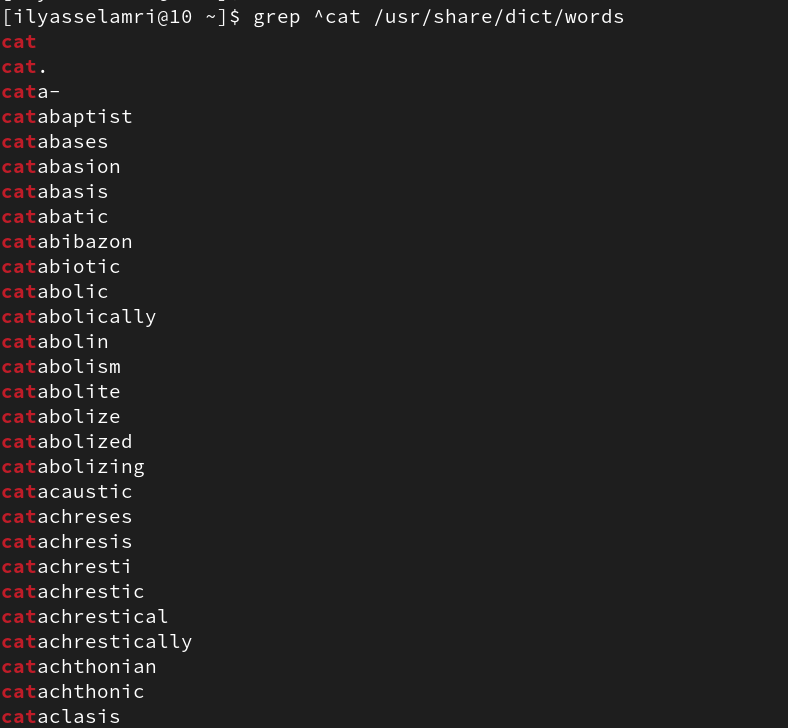 [ilyasselamri@10 ~]$ grep ^cat /usr/share/dict/words
cat
cat.
cata-
catabaptist
catabases
catabasion
catabasis
catabatic
catabibazon
catabiotic
catabolic
catabolically
catabolin
catabolism
catabolite
catabolize
catabolized
catabolizing
catacaustic
catachreses
catachresis
catachresti
catachrestic
catachrestical
catachrestically
catachthonian
catachthonic
cataclasis